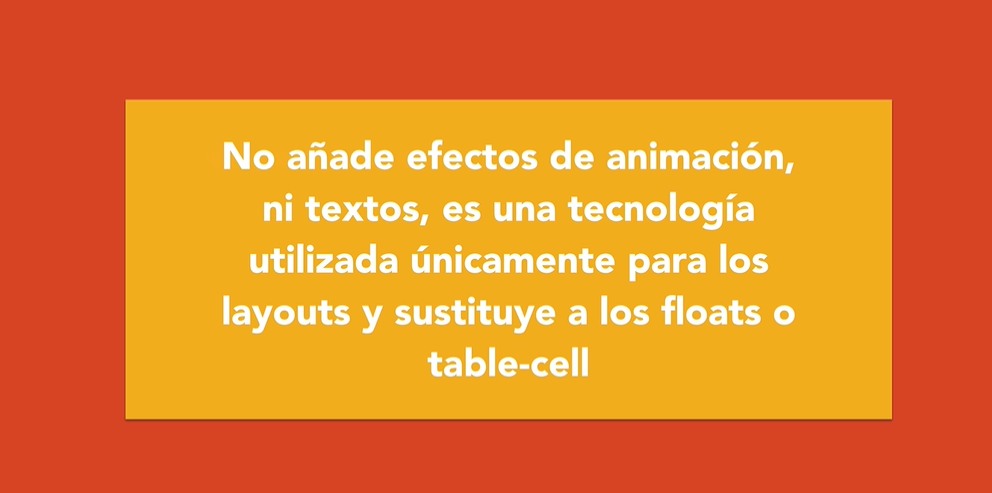 No añade efectos de animación,
ni textos, es una tecnología
utilizada únicamente para los
layouts y sustituye a los floats o
table-cell